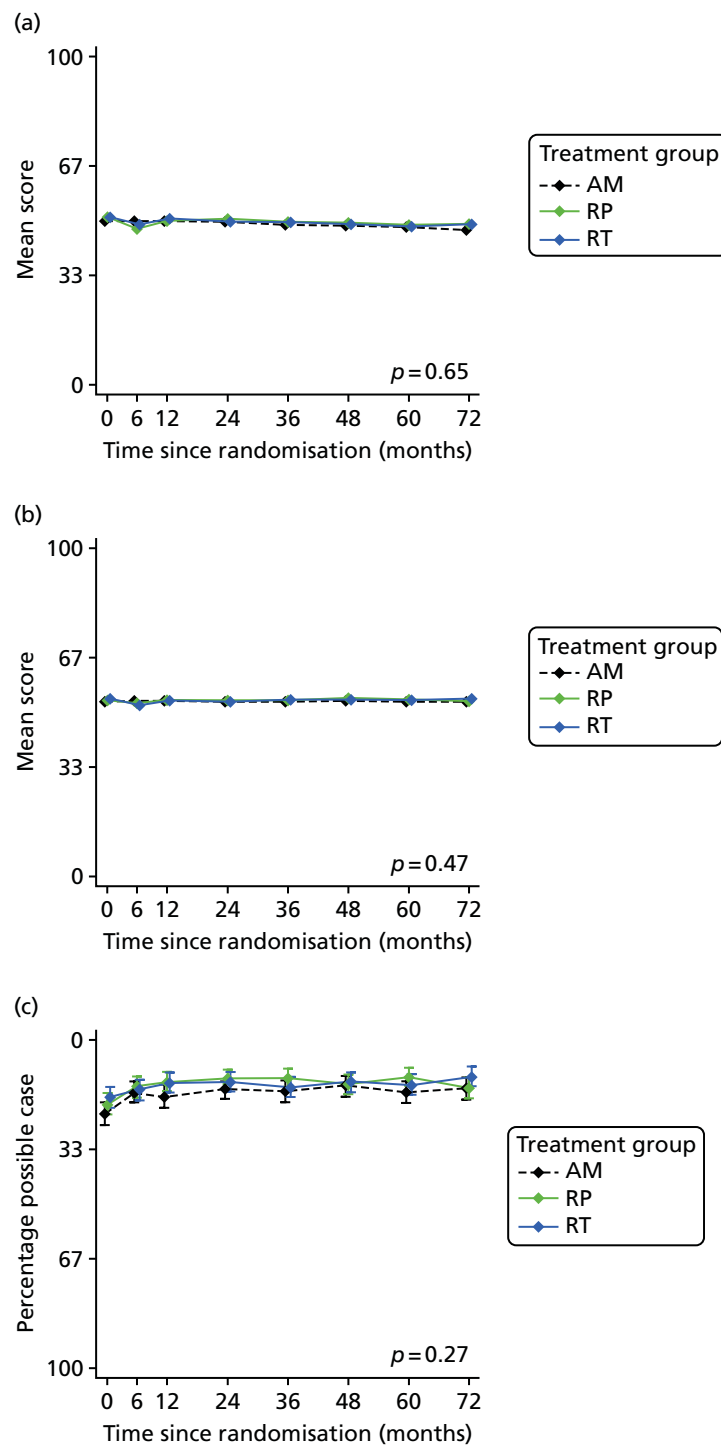 (a)
100
67
33
0
Mean score
p = 0.65
0 6 12 24 36 48 60 72
Time since randomisation (months)
Treatment group
AM
RP
RT
(b)
100
67
33
0
Mean score
p = 0.47
0 6 12 24 36 48 60 72
Time since randomisation (months)
Treatment group
AM
RP
RT
(c)
0
33
67
100
Percentage possible case
p = 0.27
0 6 12 24 36 48 60 72
Time since randomisation (months)
Treatment group
AM
RP
RT